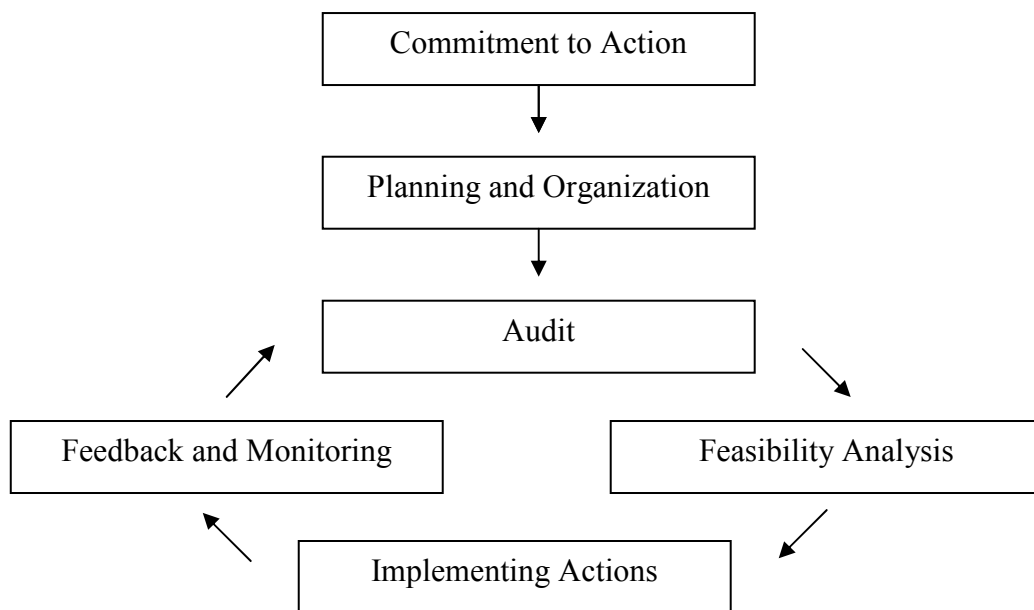 Commitment to Action
Planning and Organization
Audit
Feedback and Monitoring
Feasibility Analysis
Implementing Actions